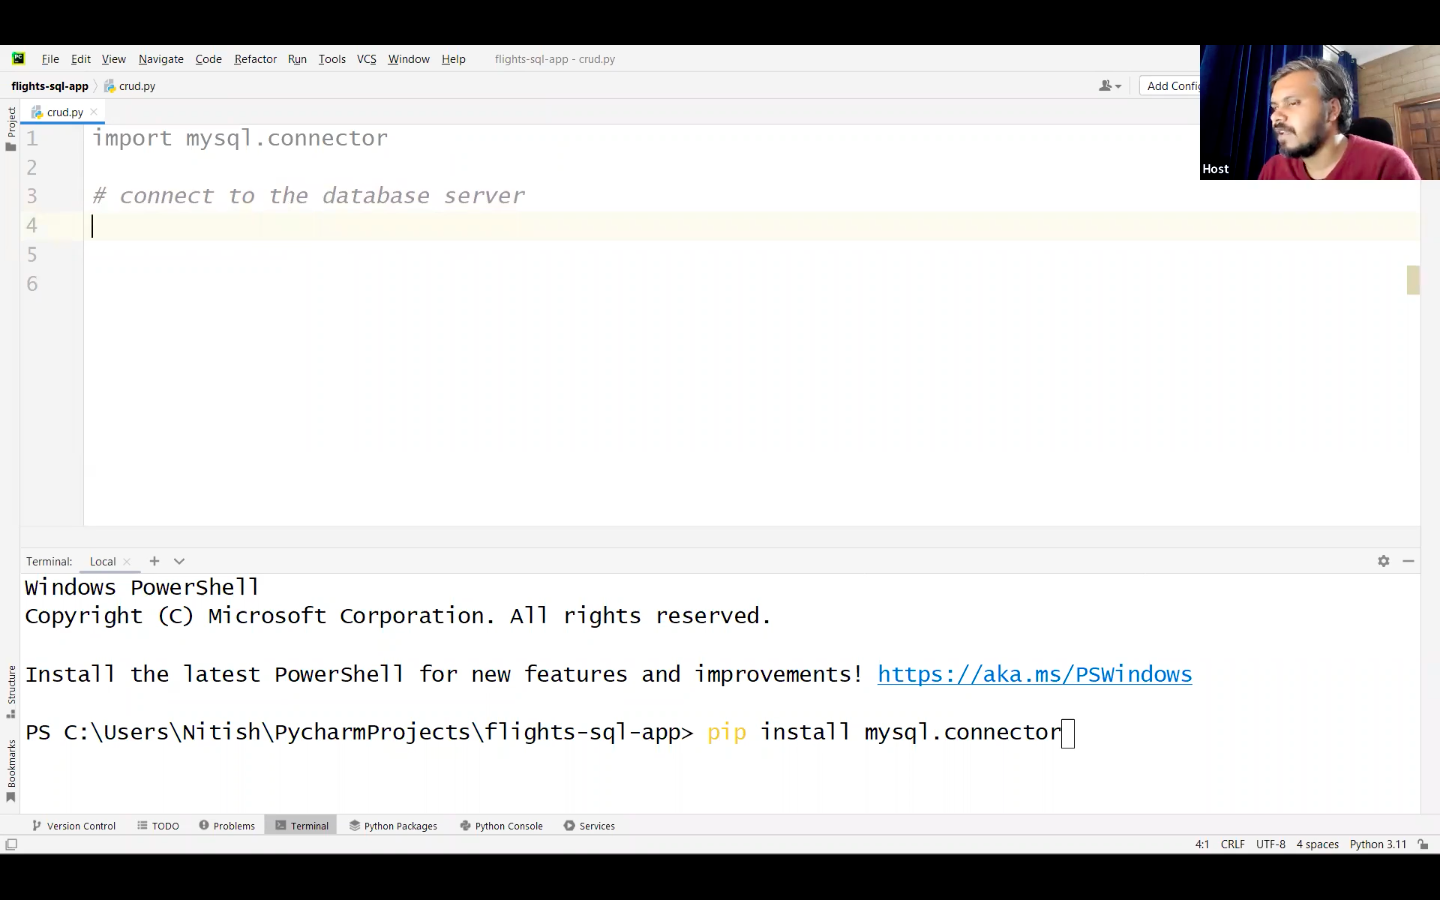 File Edit View Navigate Code Refactor Run Tools VCS Window Help flights-sql-app - crud.py
flights-sql-app crud.py
Add Config
crud.py
Project
1 import mysql.connector
2
3 # connect to the database server
4
5
6
Host
Terminal: Local
Windows PowerShell
Copyright (C) Microsoft Corporation. All rights reserved.
Install the latest PowerShell for new features and improvements! https://aka.ms/PSWindows
PS C:\Users\Nitish\PycharmProjects\flights-sql-app> pip install mysql.connector
Structure
Bookmarks
Version Control TODO Problems Terminal Python Packages Python Console Services
4:1 CRLF UTF-8 4 spaces Python 3.11